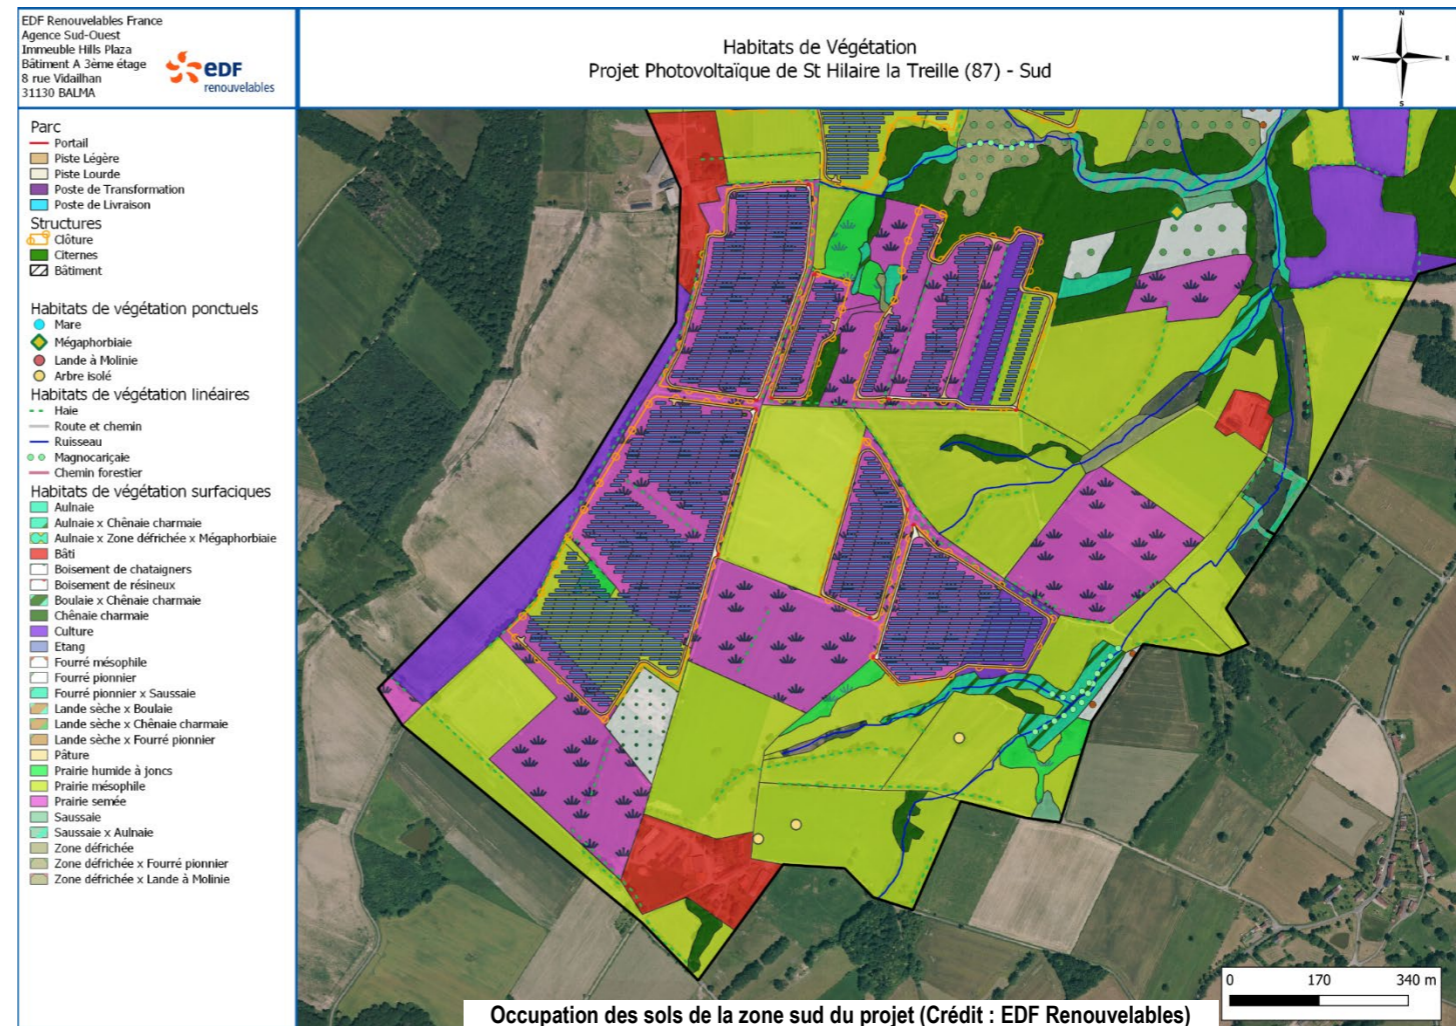 EDF Renouvelables France
Agence Sud-Ouest
Immeuble Hills Plaza
Bâtiment A 3ème étage
8 rue Vidailhan
31130 BALMA
eDF
renouvelables
Habitats de Végétation
Projet Photovoltaïque de St Hilaire la Treille (87) - Sud
N
W
E
S
Parc
Portail
Piste Légère
Piste Lourde
Poste de Transformation
Poste de Livraison
Structures
Clôture
Citernes
Bâtiment
Habitats de végétation ponctuels
Mare
Mégaphorbiaie
Lande à Molinie
Arbre isolé
Habitats de végétation linéaires
Haie
Route et chemin
Ruisseau
Magnocariçaie
Chemin forestier
Habitats de végétation surfaciques
Aulnaie
Aulnaie x Chênaie charmaie
Aulnaie x Zone défrichée x Mégaphorbiaie
Bâti
Boisement de chataigners
Boisement de résineux
Boulaie x Chênaie charmaie
Chênaie charmaie
Culture
Etang
Fourré mésophile
Fourré pionnier
Fourré pionnier x Saussaie
Lande sèche x Boulaie
Lande sèche x Chênaie charmaie
Lande sèche x Fourré pionnier
Pâture
Prairie humide à joncs
Prairie mésophile
Prairie semée
Saussaie
Saussaie x Aulnaie
Zone défrichée
Zone défrichée x Fourré pionnier
Zone défrichée x Lande à Molinie
0 170 340 m
Occupation des sols de la zone sud du projet (Crédit : EDF Renouvelables)